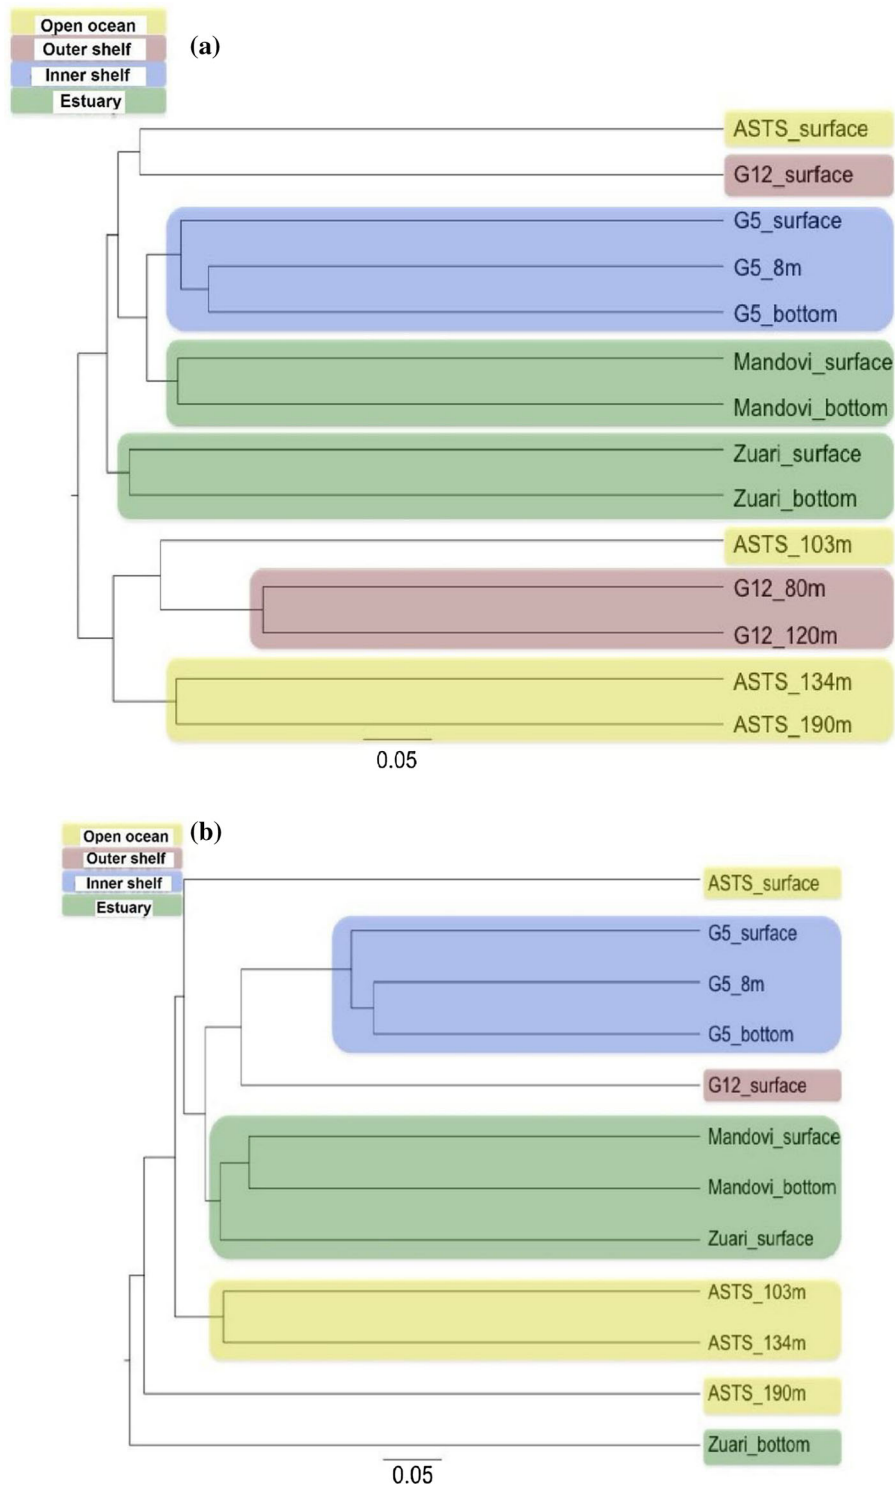 Open ocean
(a)
Outer shelf
Inner shelf
Estuary
ASTS_surface
G12_surface
G5_surface
G5_8m
G5_bottom
Mandovi_surface
Mandovi_bottom
Zuari_surface
Zuari_bottom
ASTS_103m
G12_80m
G12_120m
ASTS_134m
ASTS_190m
0.05
Open ocean
(b)
Outer shelf
Inner shelf
Estuary
ASTS_surface
G5_surface
G5_8m
G5_bottom
G12_surface
Mandovi_surface
Mandovi_bottom
Zuari_surface
ASTS_103m
ASTS_134m
ASTS_190m
Zuari_bottom
0.05